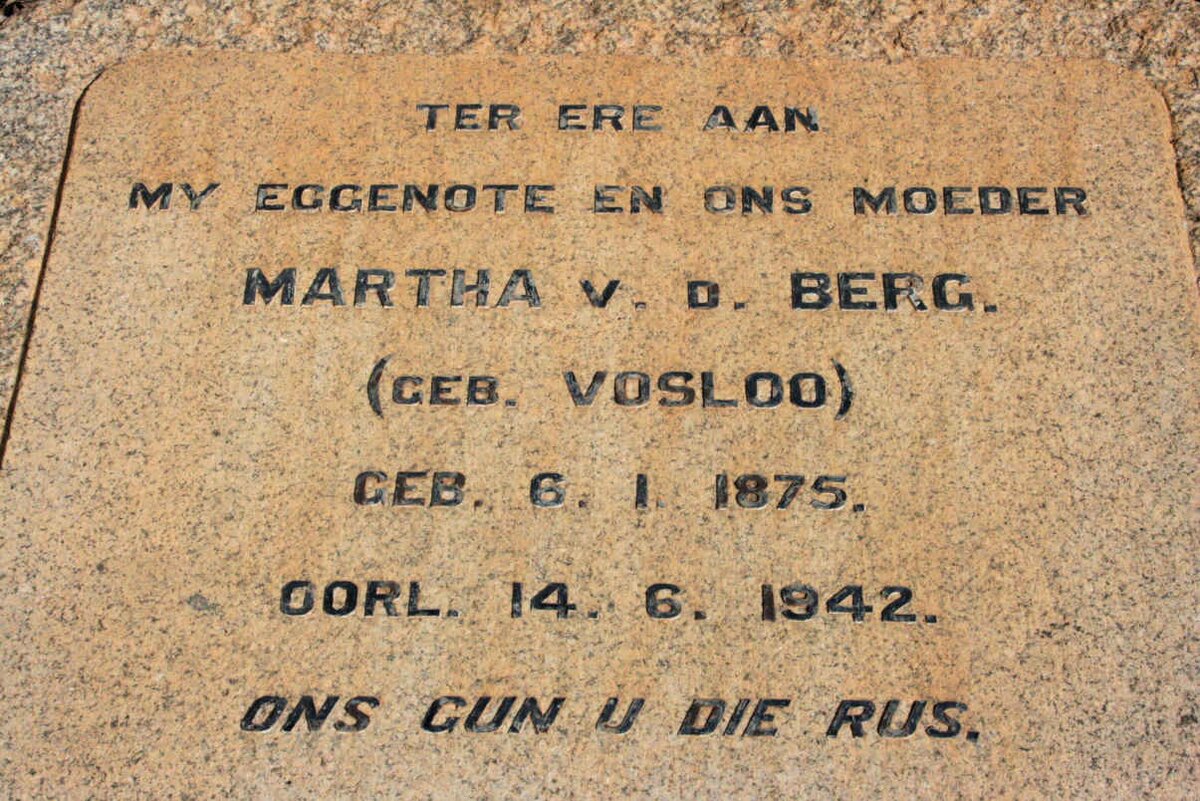 TER ERE AAN
MY EGGENOTE EN ONS MOEDER
MARTHA V. D. BERG.
(GEB. VOSLOO)
GEB. 6. 1. 1875.
OORL. 14. 6. 1942.
ONS GUN U DIE RUS.